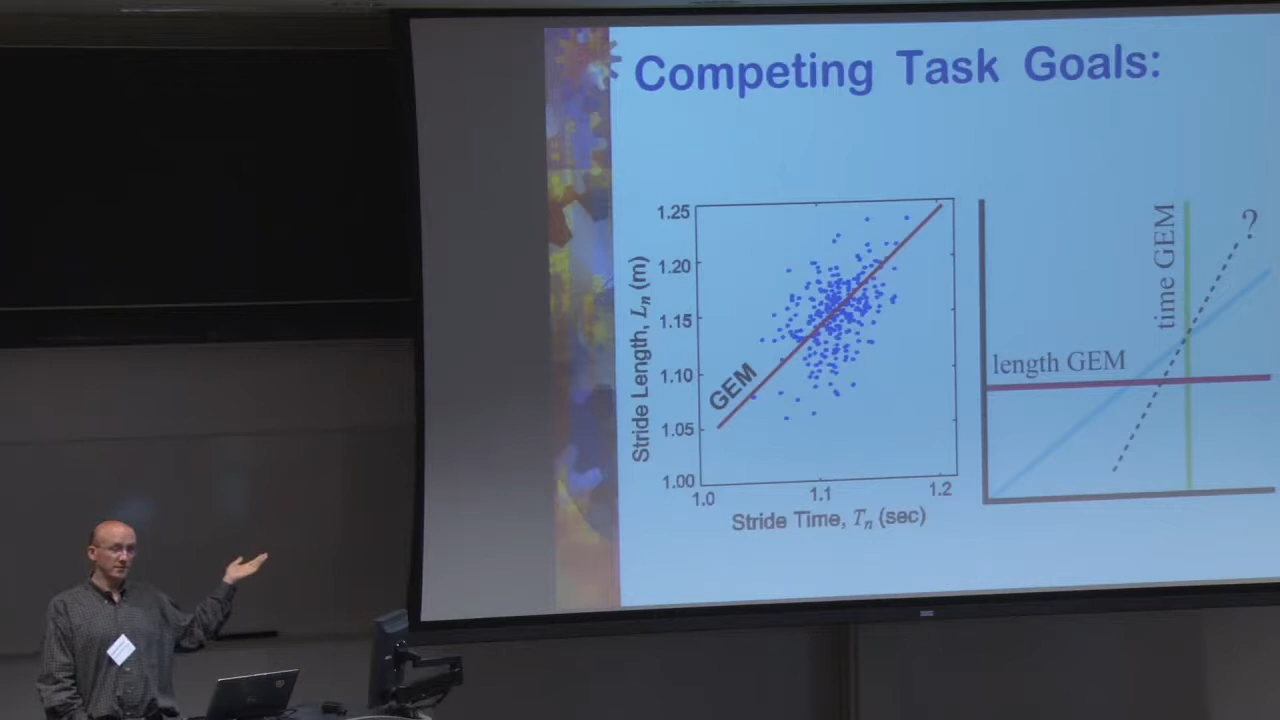 Competing Task Goals:
Stride Length, Lₙ (m)
1.25
1.20
1.15
1.10
1.05
1.00
GEM
1.0
1.1
1.2
Stride Time, Tₙ (sec)
length GEM
time GEM
?